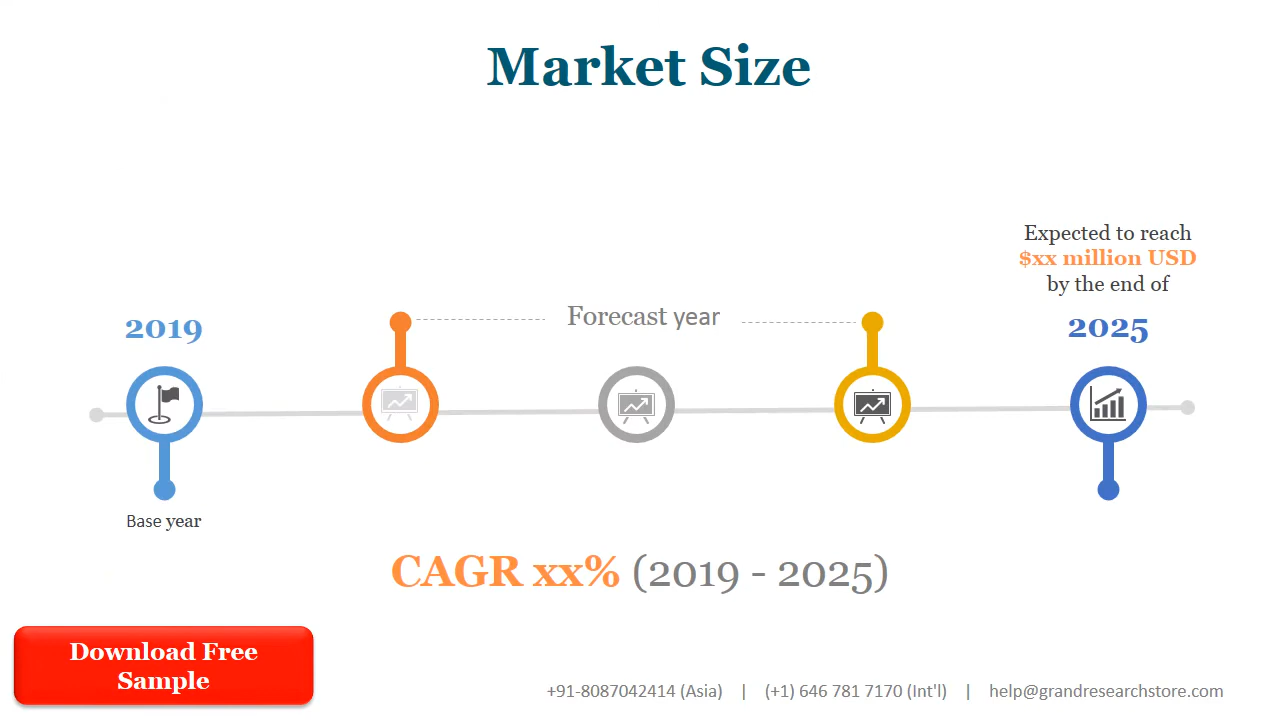 Market Size
Expected to reach
$xx million USD
by the end of
2025
2019
Forecast year
Base year
CAGR xx% (2019 - 2025)
Download Free
Sample
+91-8087042414 (Asia) | (+1) 646 781 7170 (Int'l) | help@grandresearchstore.com